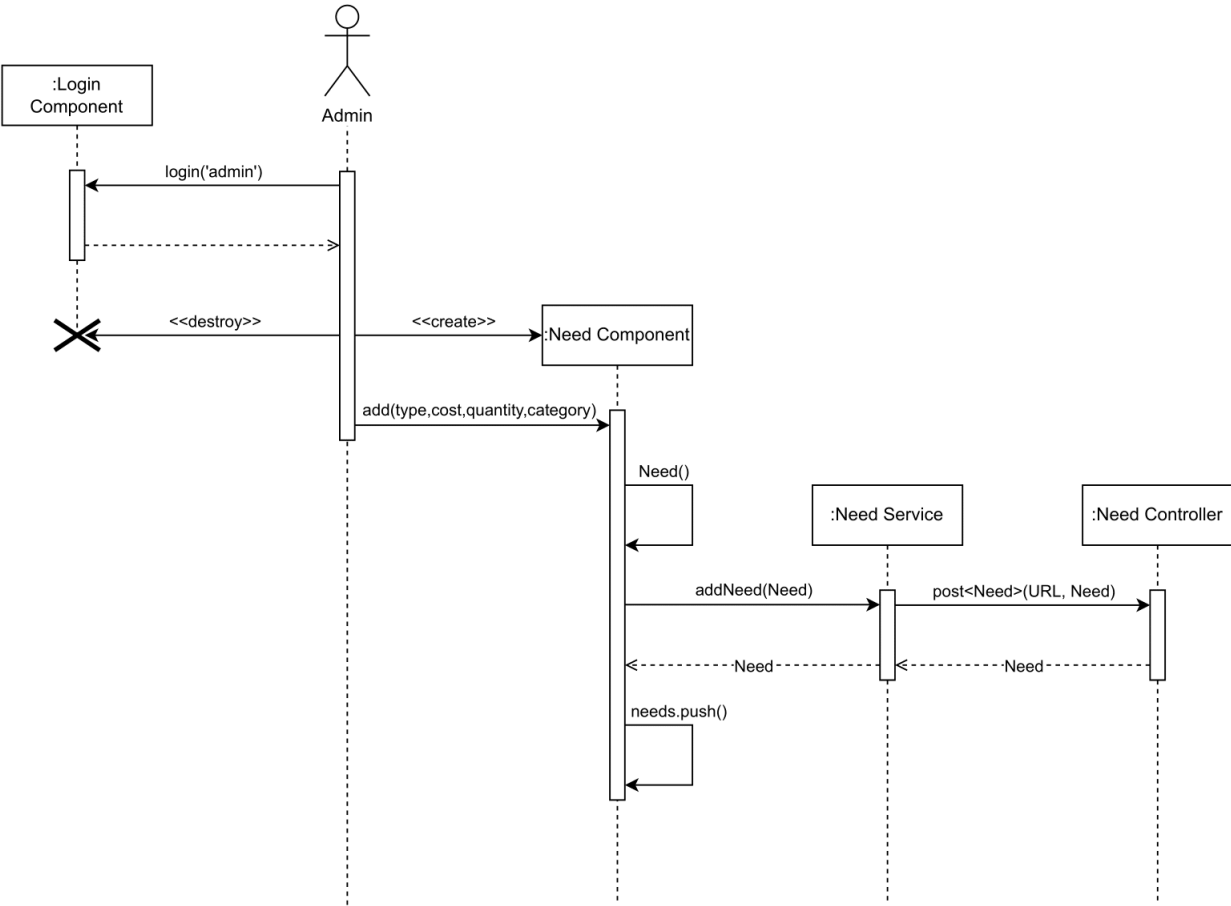 :Login
Component
Admin
login('admin')
<<destroy>>
<<create>>
:Need Component
add(type,cost,quantity,category)
Need()
:Need Service
:Need Controller
addNeed(Need)
post<Need>(URL, Need)
Need
Need
needs.push()